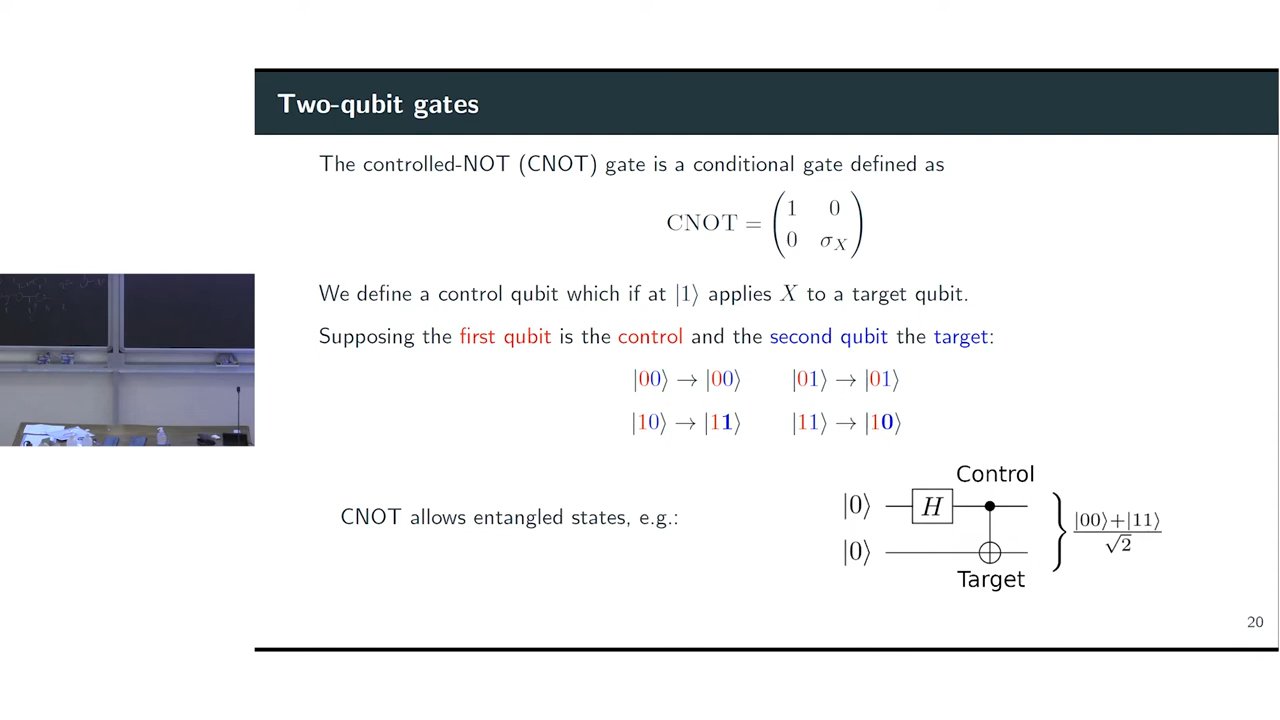 Two-qubit gates
The controlled-NOT (CNOT) gate is a conditional gate defined as
CNOT = ( 1 0
0 σ_X )
We define a control qubit which if at |1⟩ applies X to a target qubit.
Supposing the first qubit is the control and the second qubit the target:
|00⟩ → |00⟩ |01⟩ → |01⟩
|10⟩ → |11⟩ |11⟩ → |10⟩
CNOT allows entangled states, e.g.:
Control
|0⟩ H
|0⟩
Target
|00⟩+|11⟩
√2
20